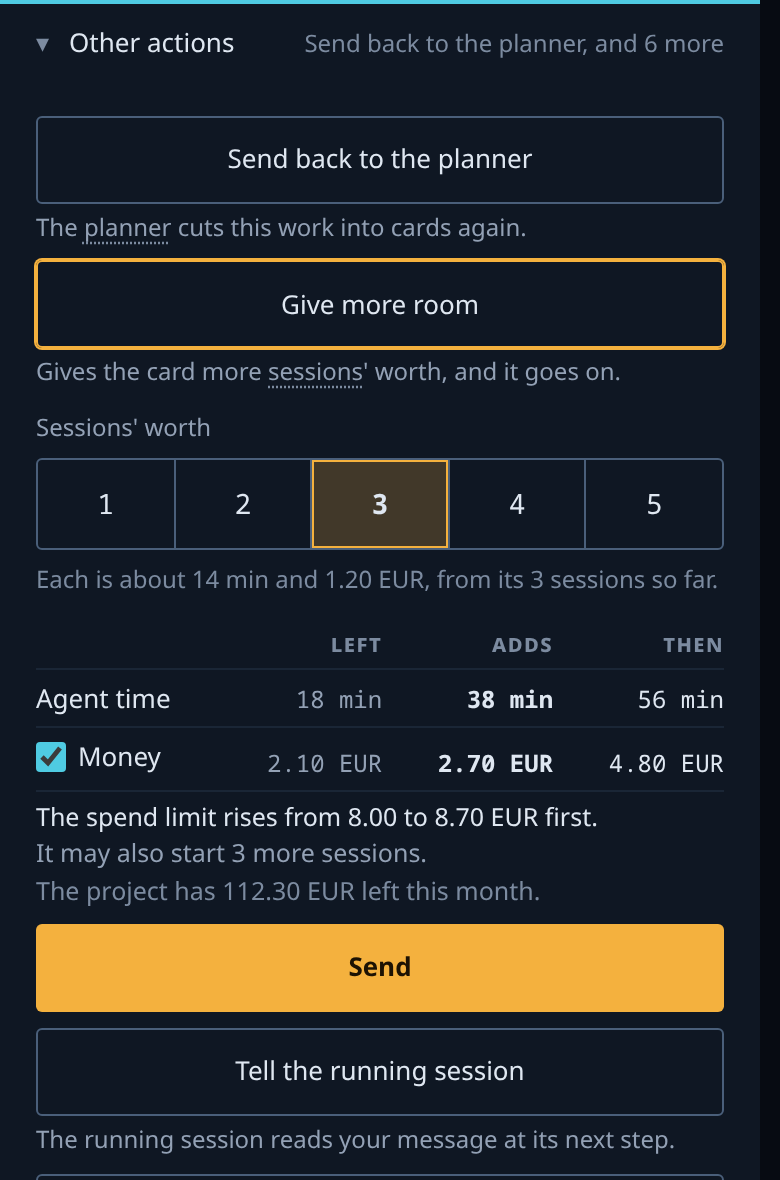 ▼ Other actions Send back to the planner, and 6 more
Send back to the planner
The planner cuts this work into cards again.
Give more room
Gives the card more sessions' worth, and it goes on.
Sessions' worth
1 2 3 4 5
Each is about 14 min and 1.20 EUR, from its 3 sessions so far.
LEFT ADDS THEN
Agent time 18 min 38 min 56 min
Money 2.10 EUR 2.70 EUR 4.80 EUR
The spend limit rises from 8.00 to 8.70 EUR first.
It may also start 3 more sessions.
The project has 112.30 EUR left this month.
Send
Tell the running session
The running session reads your message at its next step.